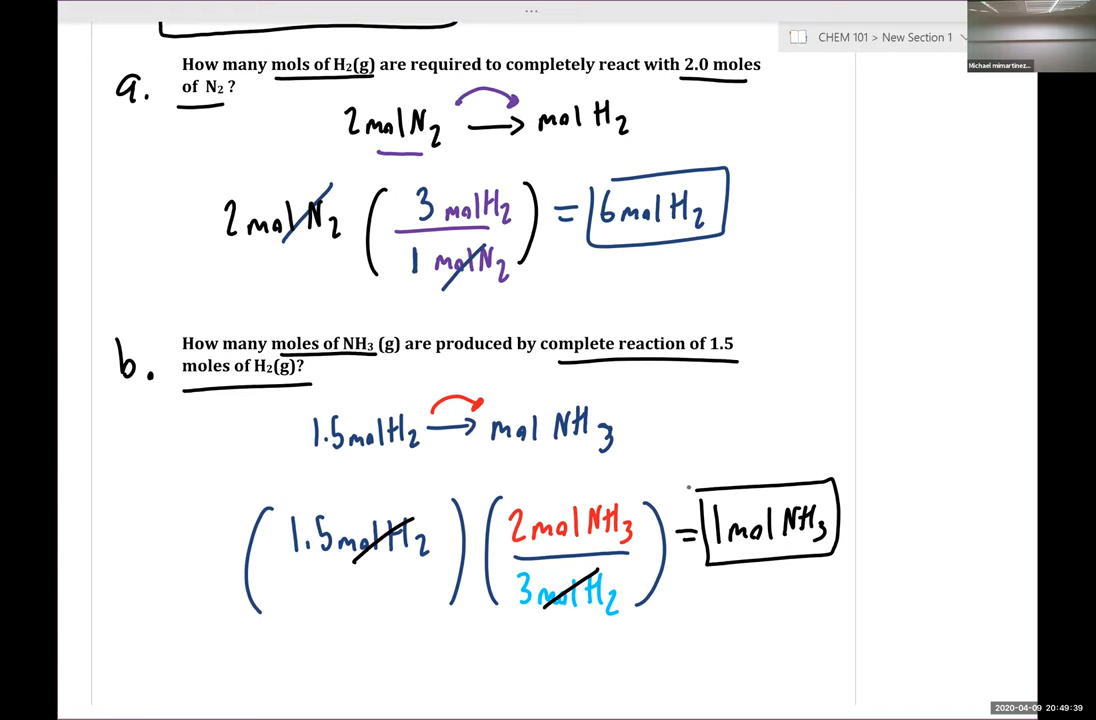 ...
CHEM 101 > New Section 1
Michael mimartinez...
How many mols of H₂(g) are required to completely react with 2.0 moles
a.
of N₂ ?
2 mol N₂ → mol H₂
2 mol N₂ ( 3 mol H₂ / 1 mol N₂ ) = 6 mol H₂
How many moles of NH₃ (g) are produced by complete reaction of 1.5
b.
moles of H₂(g)?
1.5 mol H₂ → mol NH₃
( 1.5 mol H₂ ) ( 2 mol NH₃ / 3 mol H₂ ) = 1 mol NH₃
2020-04-09 20:49:39